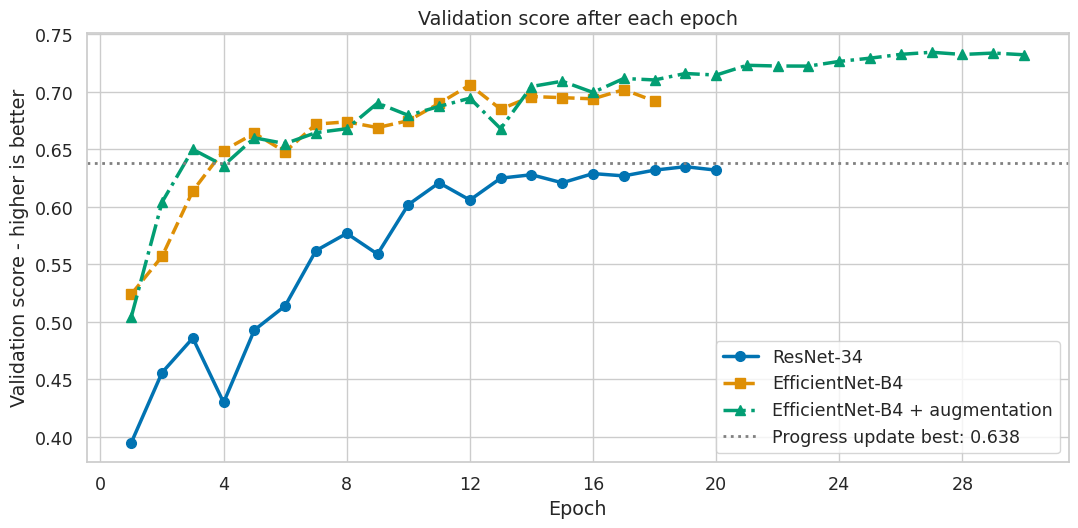 Validation score after each epoch
Validation score - higher is better
0.75
0.70
0.65
0.60
0.55
0.50
0.45
0.40
ResNet-34
EfficientNet-B4
EfficientNet-B4 + augmentation
Progress update best: 0.638
0 4 8 12 16 20 24 28
Epoch